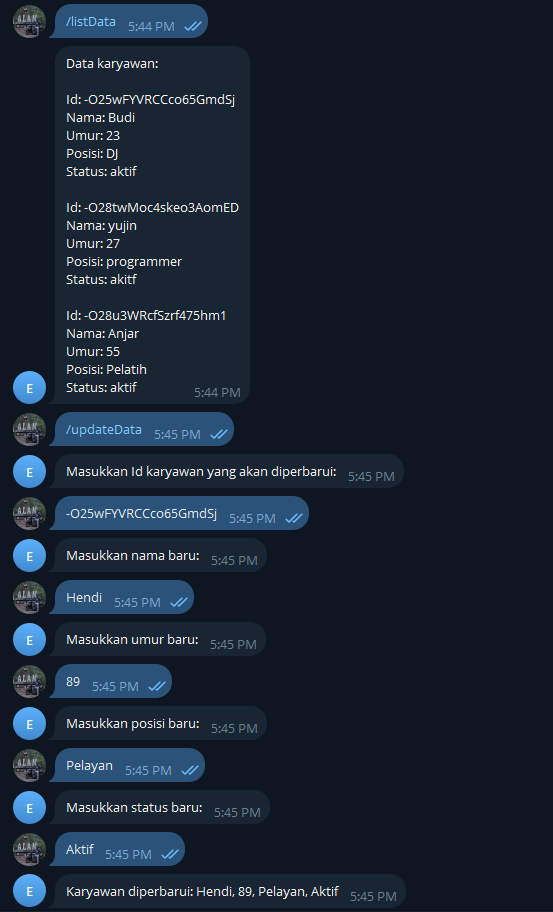 /listData 5:44 PM
Data karyawan:
Id: -O25wFYVRCCco65GmdSj
Nama: Budi
Umur: 23
Posisi: DJ
Status: aktif
Id: -O28twMoc4skeo3AomED
Nama: yujin
Umur: 27
Posisi: programmer
Status: akitf
Id: -O28u3WRcfSzrf475hm1
Nama: Anjar
Umur: 55
Posisi: Pelatih
Status: aktif 5:44 PM
E
ALAN
/updateData 5:45 PM
E
Masukkan Id karyawan yang akan diperbarui: 5:45 PM
ALAN
-O25wFYVRCCco65GmdSj 5:45 PM
E
Masukkan nama baru: 5:45 PM
ALAN
Hendi 5:45 PM
E
Masukkan umur baru: 5:45 PM
ALAN
89 5:45 PM
E
Masukkan posisi baru: 5:45 PM
ALAN
Pelayan 5:45 PM
E
Masukkan status baru: 5:45 PM
ALAN
Aktif 5:45 PM
E
Karyawan diperbarui: Hendi, 89, Pelayan, Aktif 5:45 PM